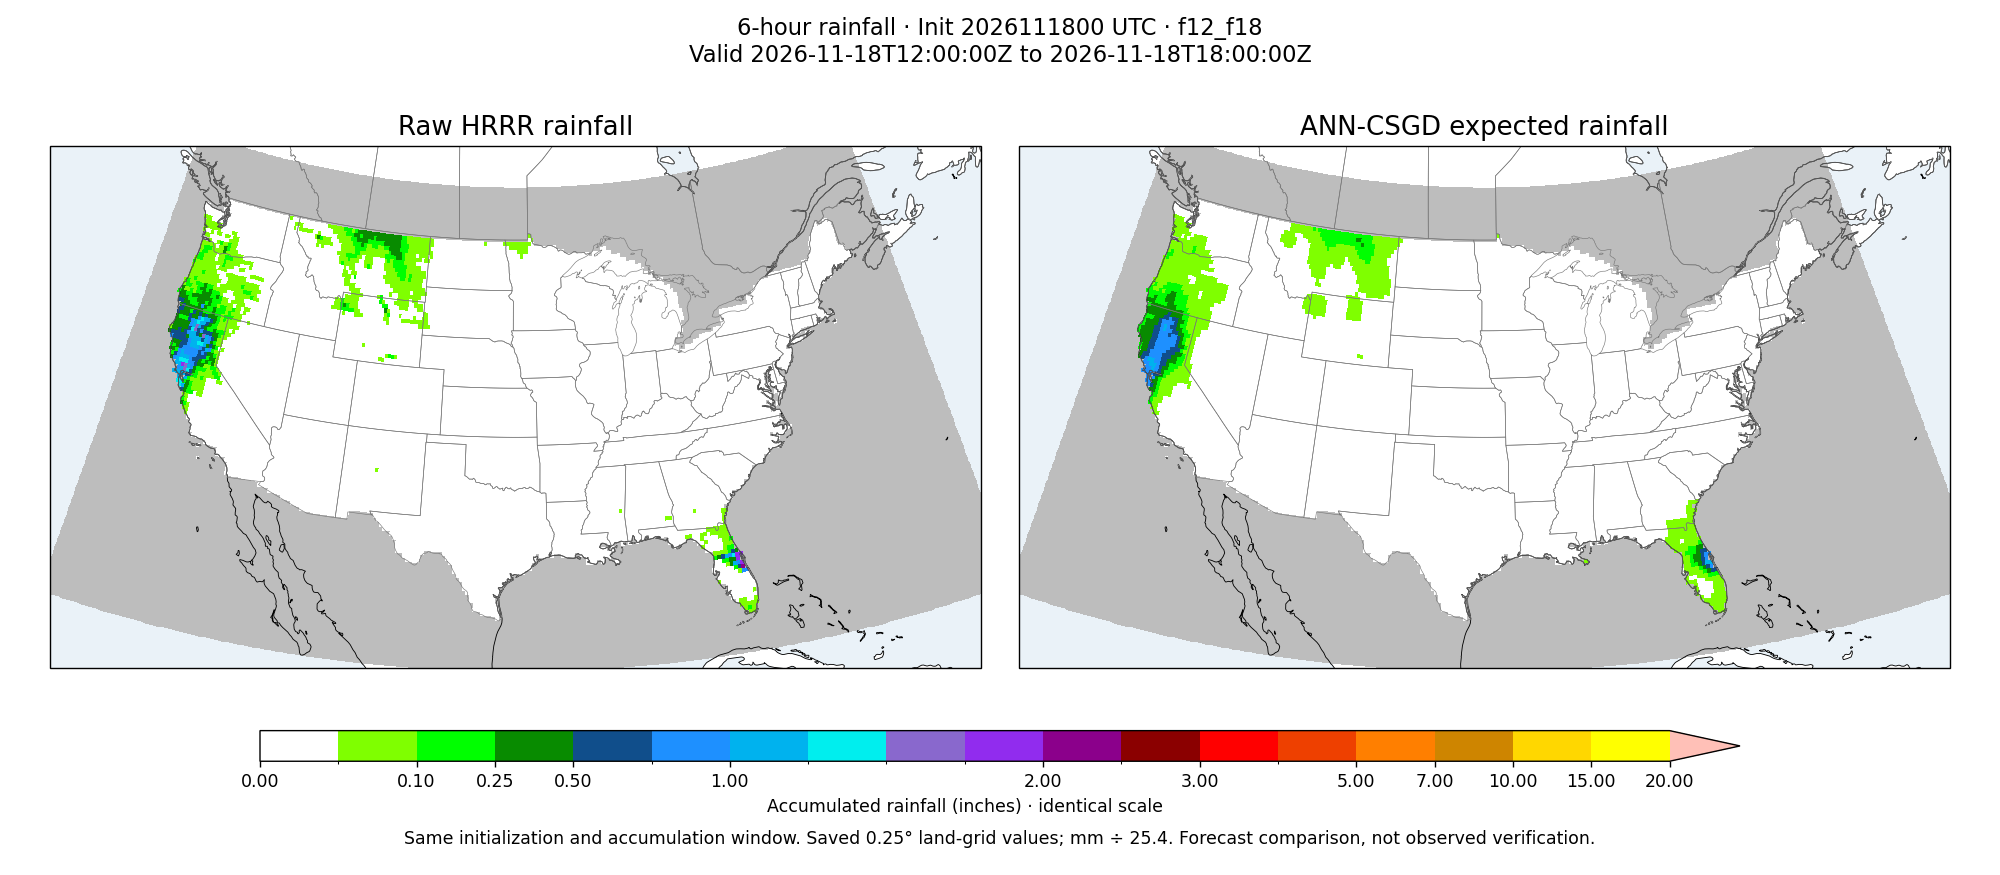 6-hour rainfall · Init 2026111800 UTC · f12_f18
Valid 2026-11-18T12:00:00Z to 2026-11-18T18:00:00Z
Raw HRRR rainfall
ANN-CSGD expected rainfall
0.00 0.10 0.25 0.50 1.00 2.00 3.00 5.00 7.00 10.00 15.00 20.00
Accumulated rainfall (inches) · identical scale
Same initialization and accumulation window. Saved 0.25° land-grid values; mm ÷ 25.4. Forecast comparison, not observed verification.